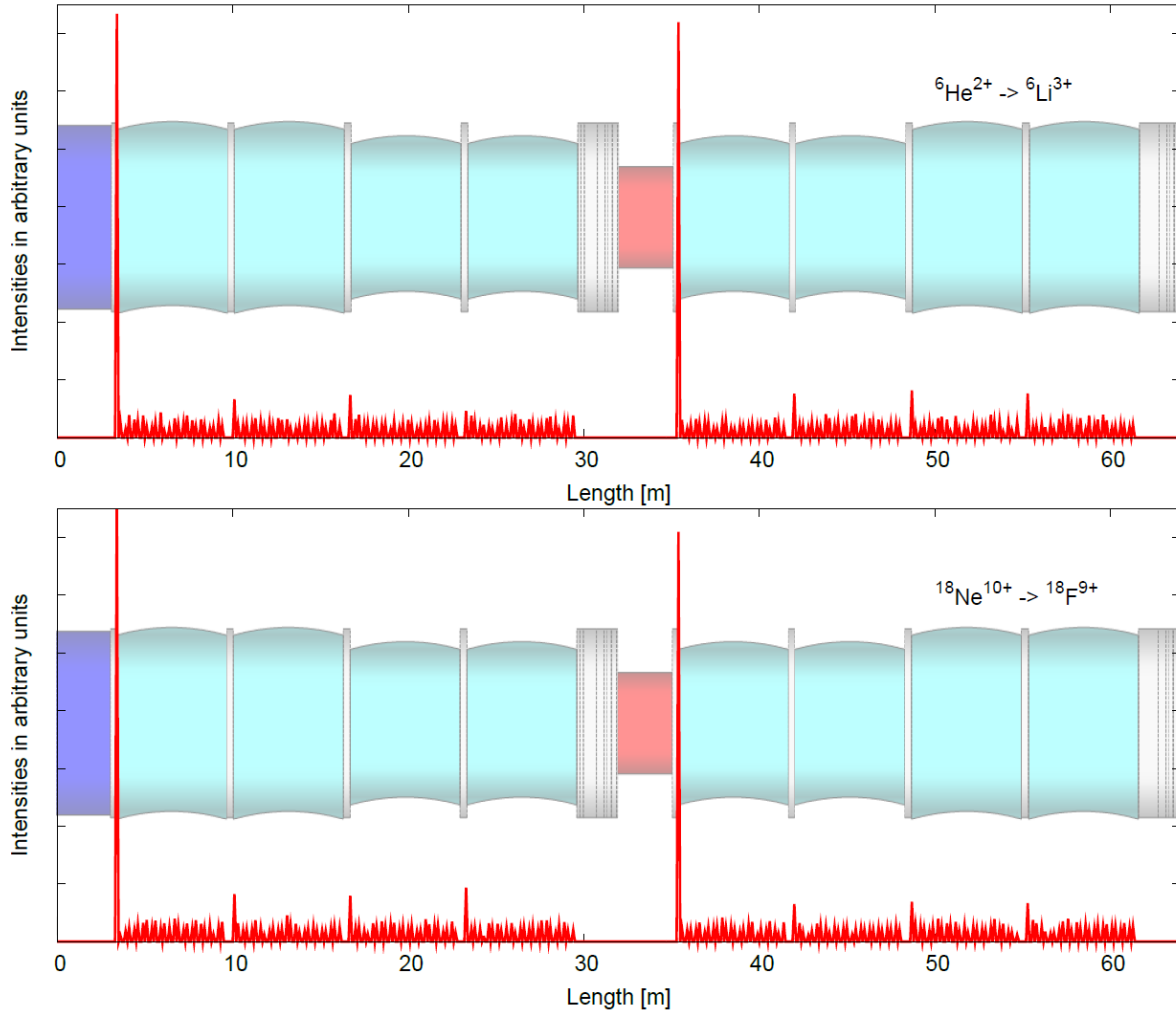 Intensities in arbitrary units
⁶He²⁺ -> ⁶Li³⁺
0 10 20 30 40 50 60
Length [m]
Intensities in arbitrary units
¹⁸Ne¹⁰⁺ -> ¹⁸F⁹⁺
0 10 20 30 40 50 60
Length [m]